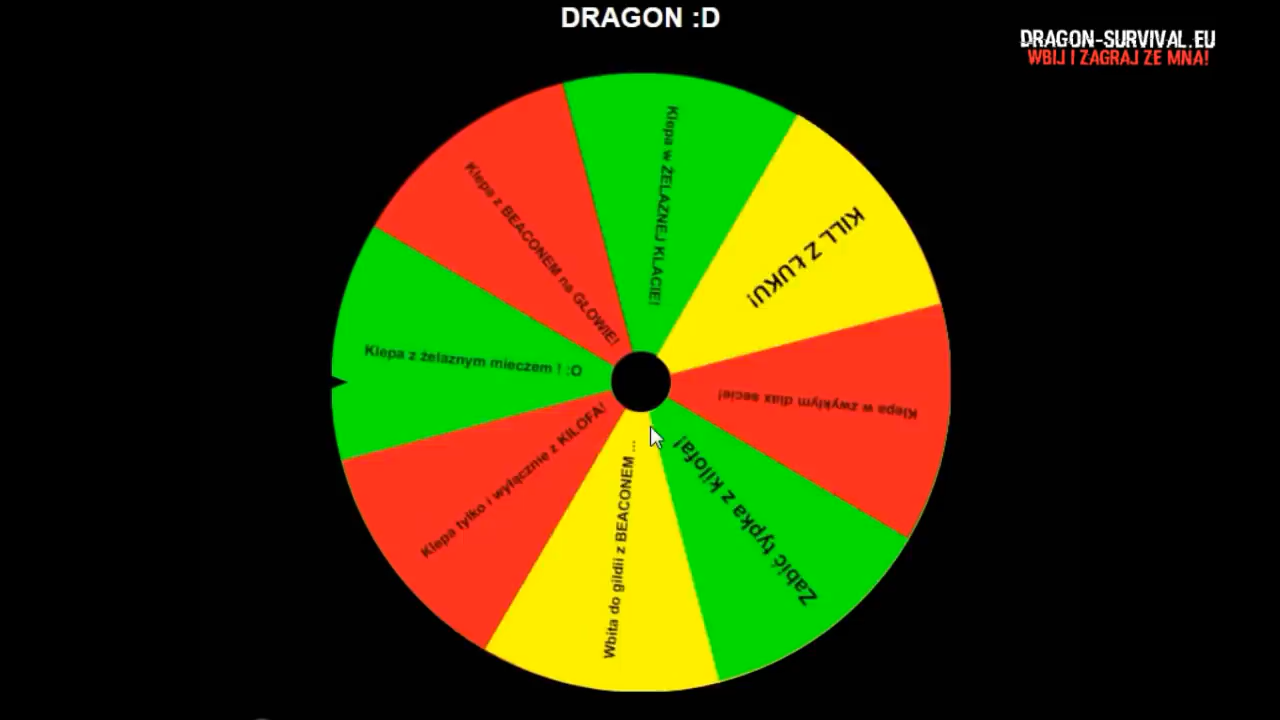 DRAGON :D
DRAGON-SURVIVAL.EU
WBIJ I ZAGRAJ ZE MNA!
Klepa w ŻELAZNEJ KLACIE!
KILL Z ŁUKU!
Klepa w zwykłym diax secie!
Zabić typka z kilofa!
Wbita do gildii z BEACONEM ...
Klepa tylko i wyłącznie z KILOFA!
Klepa z żelaznym mieczem ! :O
Klepa z BEACONEM na GŁOWIE!